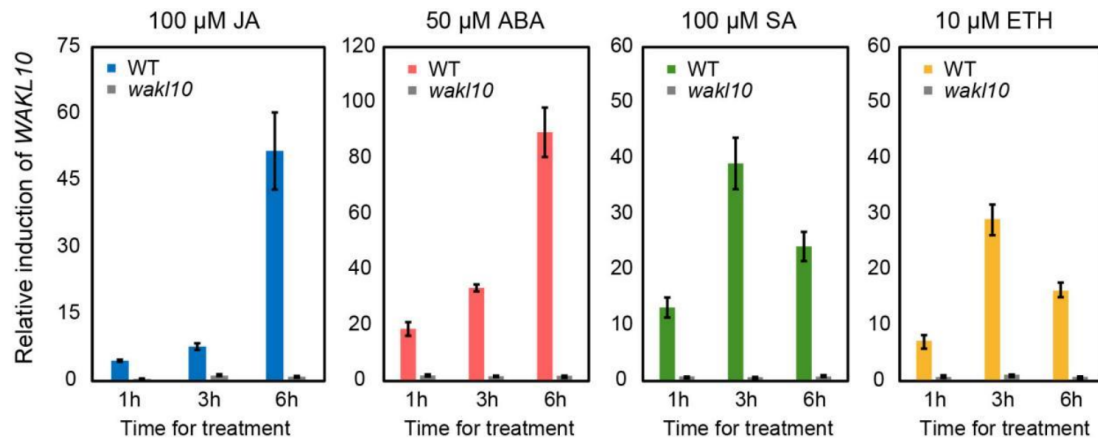 100 µM JA
50 µM ABA
100 µM SA
10 µM ETH
Relative induction of WAKL10
75
60
45
30
15
0
WT
wakl10
1h
3h
6h
Time for treatment
120
100
80
60
40
20
0
WT
wakl10
1h
3h
6h
Time for treatment
60
50
40
30
20
10
0
WT
wakl10
1h
3h
6h
Time for treatment
60
50
40
30
20
10
0
WT
wakl10
1h
3h
6h
Time for treatment